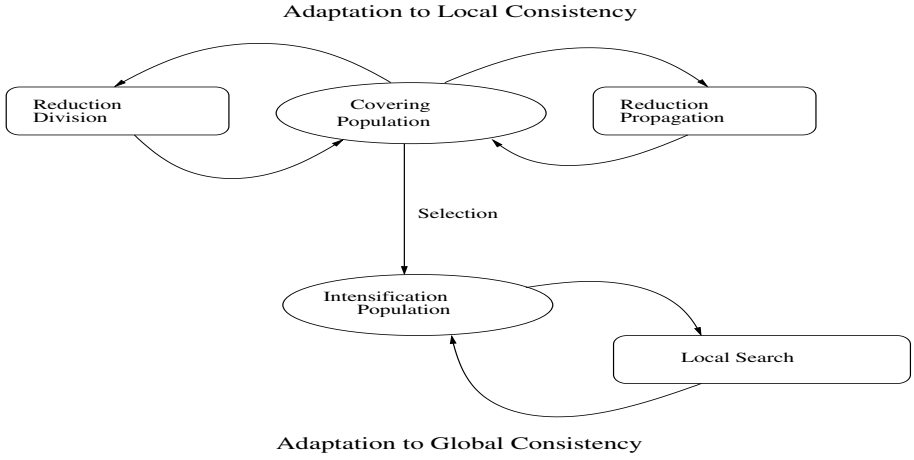 Adaptation to Local Consistency
Reduction
Division
Covering
Population
Reduction
Propagation
Selection
Intensification
Population
Local Search
Adaptation to Global Consistency